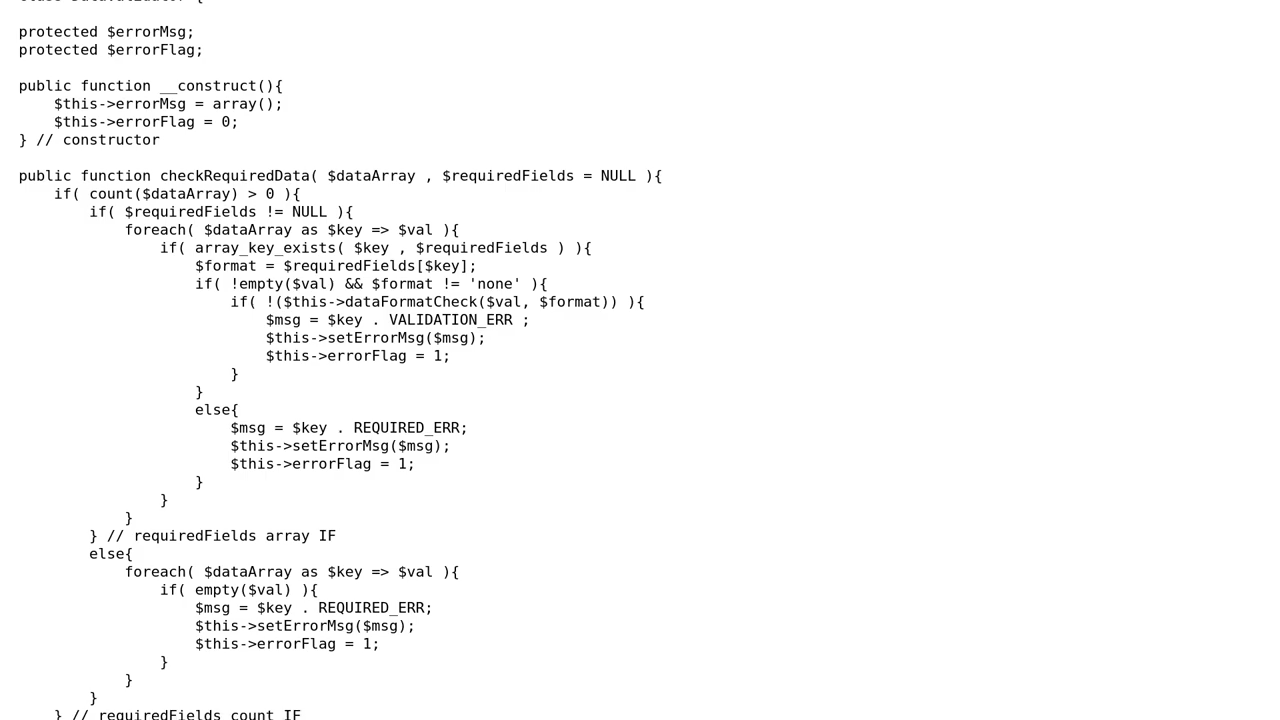 protected $errorMsg;
protected $errorFlag;
public function __construct(){
$this->errorMsg = array();
$this->errorFlag = 0;
} // constructor
public function checkRequiredData( $dataArray , $requiredFields = NULL ){
if( count($dataArray) > 0 ){
if( $requiredFields != NULL ){
foreach( $dataArray as $key => $val ){
if( array_key_exists( $key , $requiredFields ) ){
$format = $requiredFields[$key];
if( !empty($val) && $format != 'none' ){
if( !($this->dataFormatCheck($val, $format)) ){
$msg = $key . VALIDATION_ERR ;
$this->setErrorMsg($msg);
$this->errorFlag = 1;
}
}
else{
$msg = $key . REQUIRED_ERR;
$this->setErrorMsg($msg);
$this->errorFlag = 1;
}
}
}
} // requiredFields array IF
else{
foreach( $dataArray as $key => $val ){
if( empty($val) ){
$msg = $key . REQUIRED_ERR;
$this->setErrorMsg($msg);
$this->errorFlag = 1;
}
}
}
} // requiredFields count IF